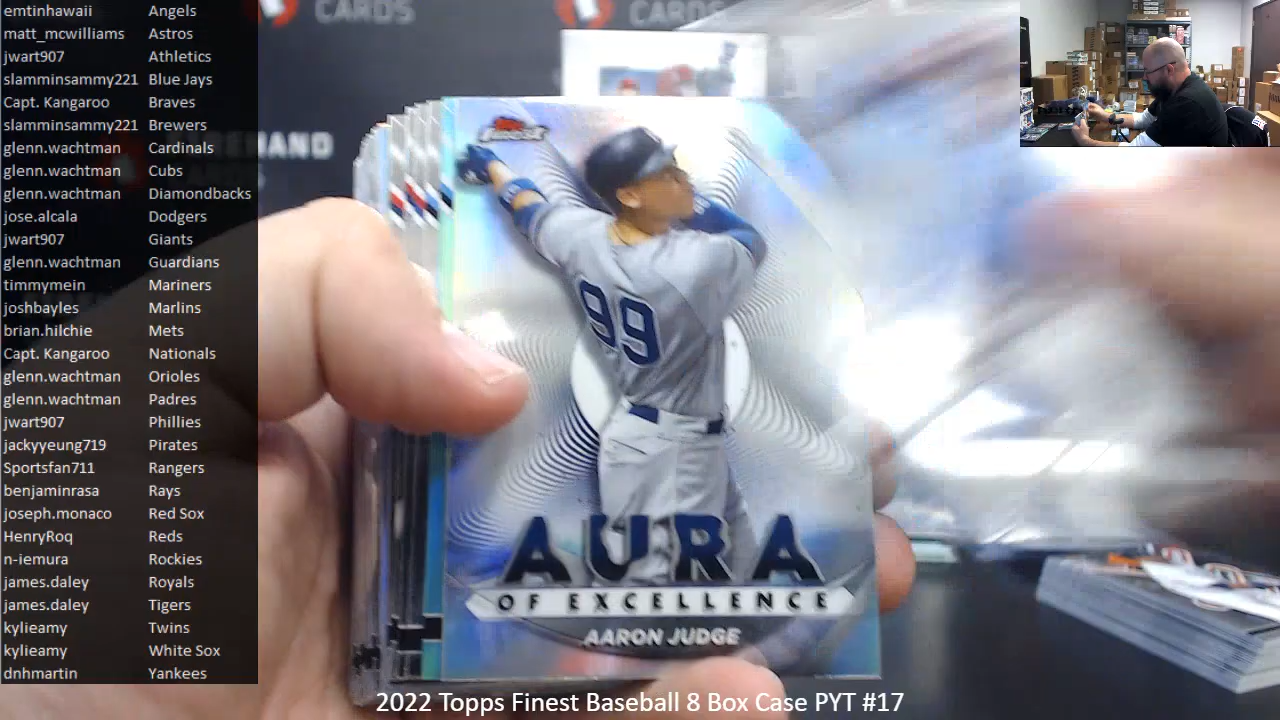 emtinhawaii Angels
matt_mcwilliams Astros
jwart907 Athletics
slamminsammy221 Blue Jays
Capt. Kangaroo Braves
slamminsammy221 Brewers
glenn.wachtman Cardinals
glenn.wachtman Cubs
glenn.wachtman Diamondbacks
jose.alcala Dodgers
jwart907 Giants
glenn.wachtman Guardians
timmymein Mariners
joshbayles Marlins
brian.hilchie Mets
Capt. Kangaroo Nationals
glenn.wachtman Orioles
glenn.wachtman Padres
jwart907 Phillies
jackyyeung719 Pirates
Sportsfan711 Rangers
benjaminrasa Rays
joseph.monaco Red Sox
HenryRoq Reds
n-iemura Rockies
james.daley Royals
james.daley Tigers
kylieamy Twins
kylieamy White Sox
dnhmartin Yankees
CARDS
CARDS
99
AURA
OF EXCELLENCE
AARON JUDGE
2022 Topps Finest Baseball 8 Box Case PYT #17